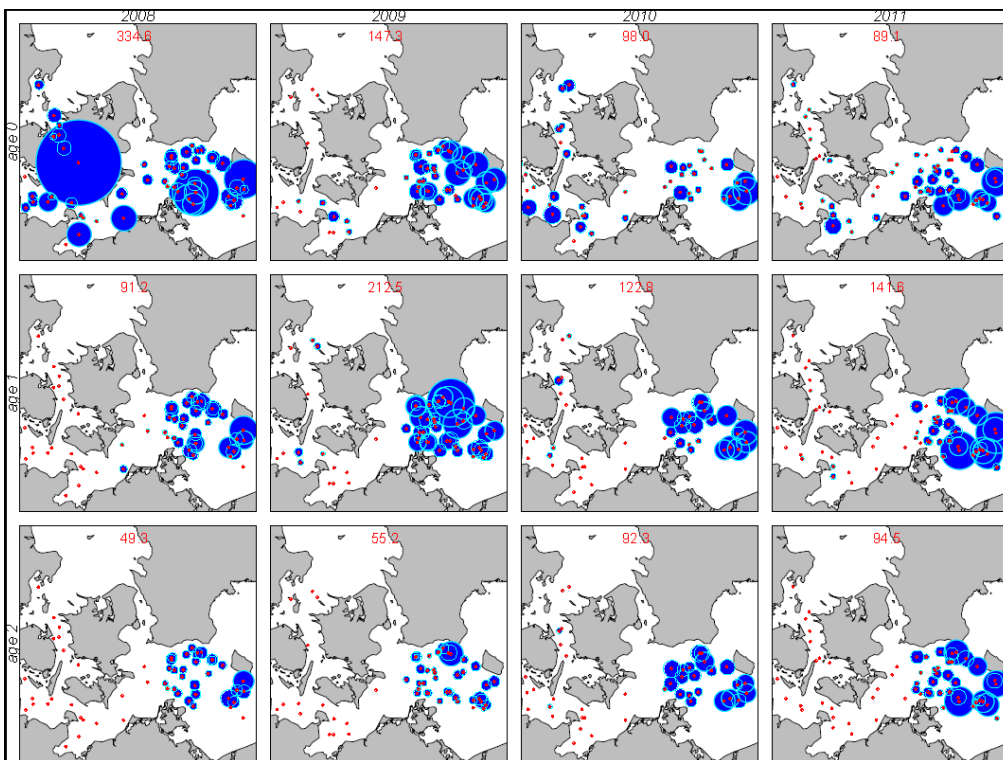 2008 2009 2010 2011
age 0 334.6 147.3 98.0 89.1
age 1 91.2 212.5 122.8 141.6
age 2 49.3 55.2 92.3 94.5